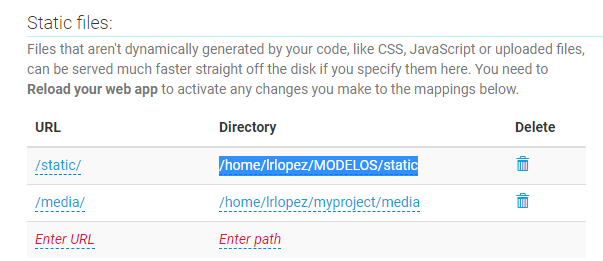 Static files:
Files that aren't dynamically generated by your code, like CSS, JavaScript or uploaded files,
can be served much faster straight off the disk if you specify them here. You need to
Reload your web app to activate any changes you make to the mappings below.
URL Directory Delete
/static/ /home/lrlopez/MODELOS/static
/media/ /home/lrlopez/myproject/media
Enter URL Enter path